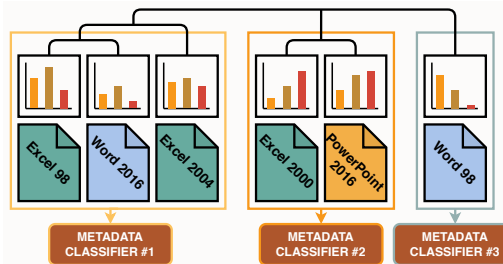 Excel 98
Word 2016
Excel 2004
Excel 2000
PowerPoint
2016
Word 98
METADATA
CLASSIFIER #1
METADATA
CLASSIFIER #2
METADATA
CLASSIFIER #3